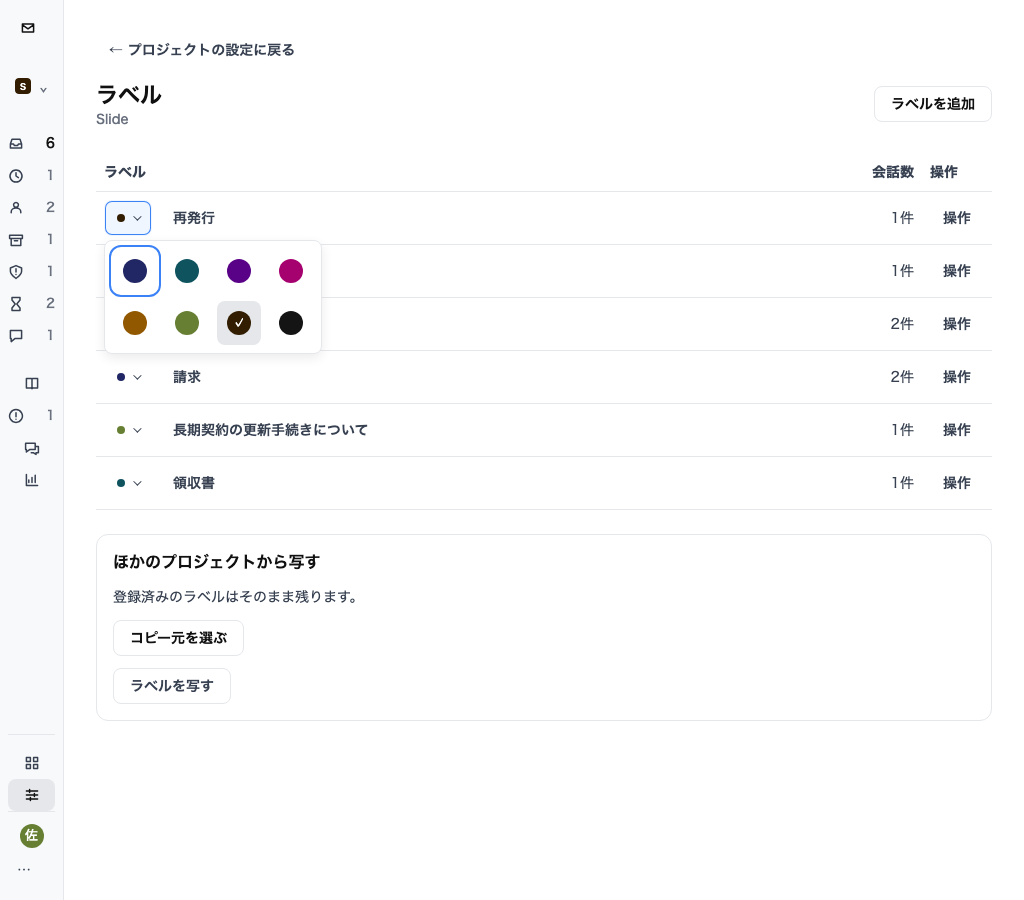 ← プロジェクトの設定に戻る
ラベル
Slide
ラベルを追加
ラベル 会話数 操作
再発行 1件 操作
1件 操作
2件 操作
請求 2件 操作
長期契約の更新手続きについて 1件 操作
領収書 1件 操作
ほかのプロジェクトから写す
登録済みのラベルはそのまま残ります。
コピー元を選ぶ
ラベルを写す
S
6
1
2
1
1
2
1
1
佐
…